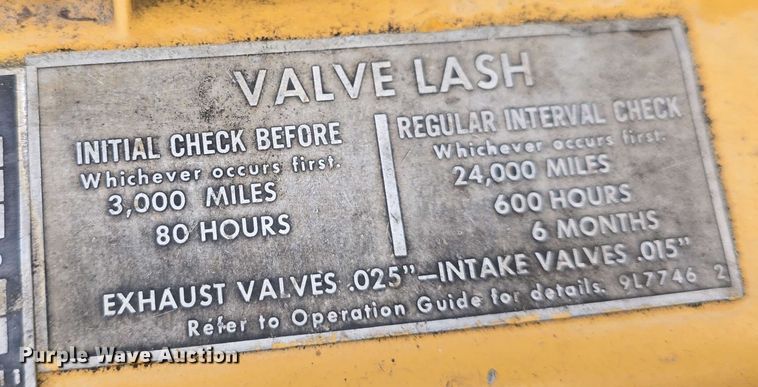 VALVE LASH
INITIAL CHECK BEFORE
Whichever occurs first.
3,000 MILES
80 HOURS
REGULAR INTERVAL CHECK
Whichever occurs first.
24,000 MILES
600 HOURS
6 MONTHS
EXHAUST VALVES .025”—INTAKE VALVES .015”
Refer to Operation Guide for details. 9L7746 2
Purple Wave Auction